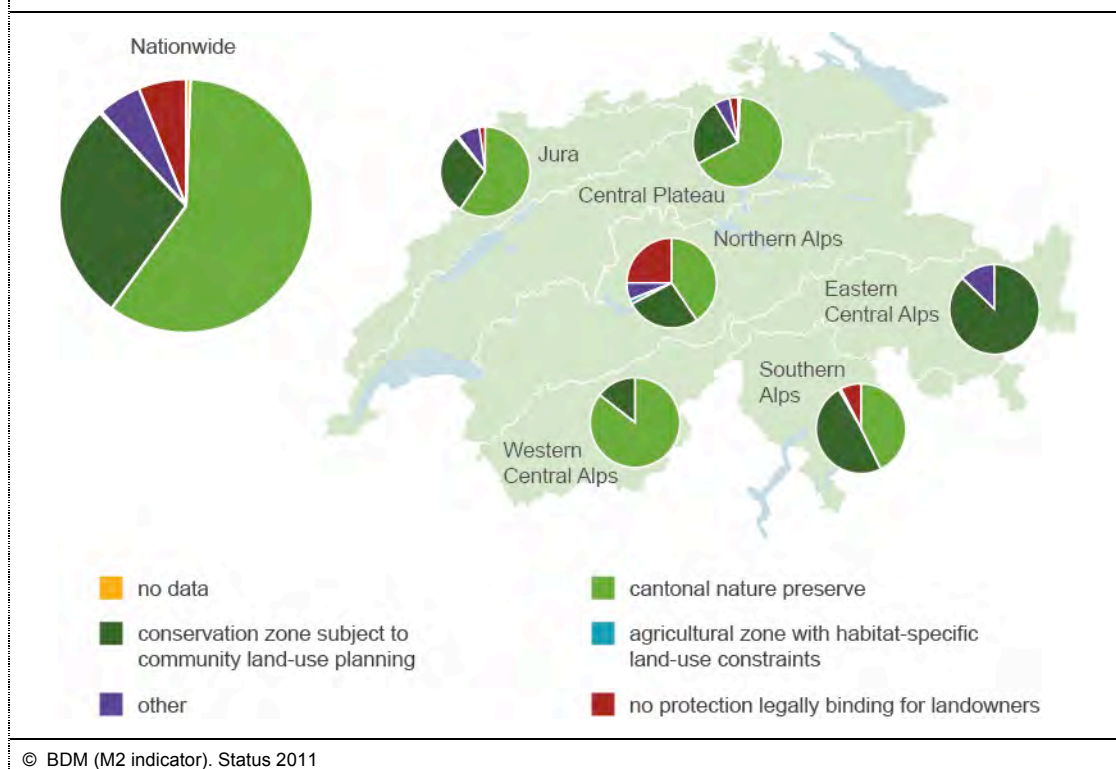 Nationwide
Jura
Central Plateau
Northern Alps
Eastern
Central Alps
Southern
Alps
Western
Central Alps
no data
cantonal nature preserve
conservation zone subject to
community land-use planning
agricultural zone with habitat-specific
land-use constraints
other
no protection legally binding for landowners
© BDM (M2 indicator). Status 2011